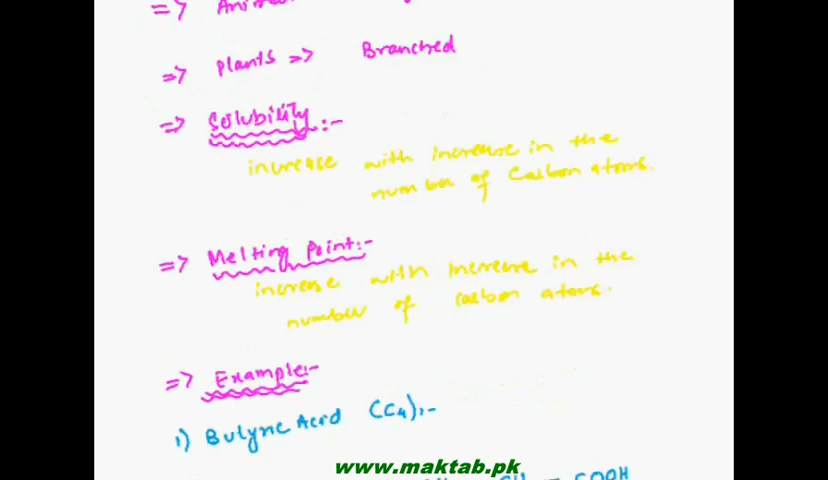 =>
=> Plants => Branched
=> Solubility:-
increase with increase in the
number of Carbon atoms.
=> Melting Point:-
increase with increase in the
number of carbon atoms.
=> Example:-
1) Butyric Acid (C4):-
www.maktab.pk
COOH